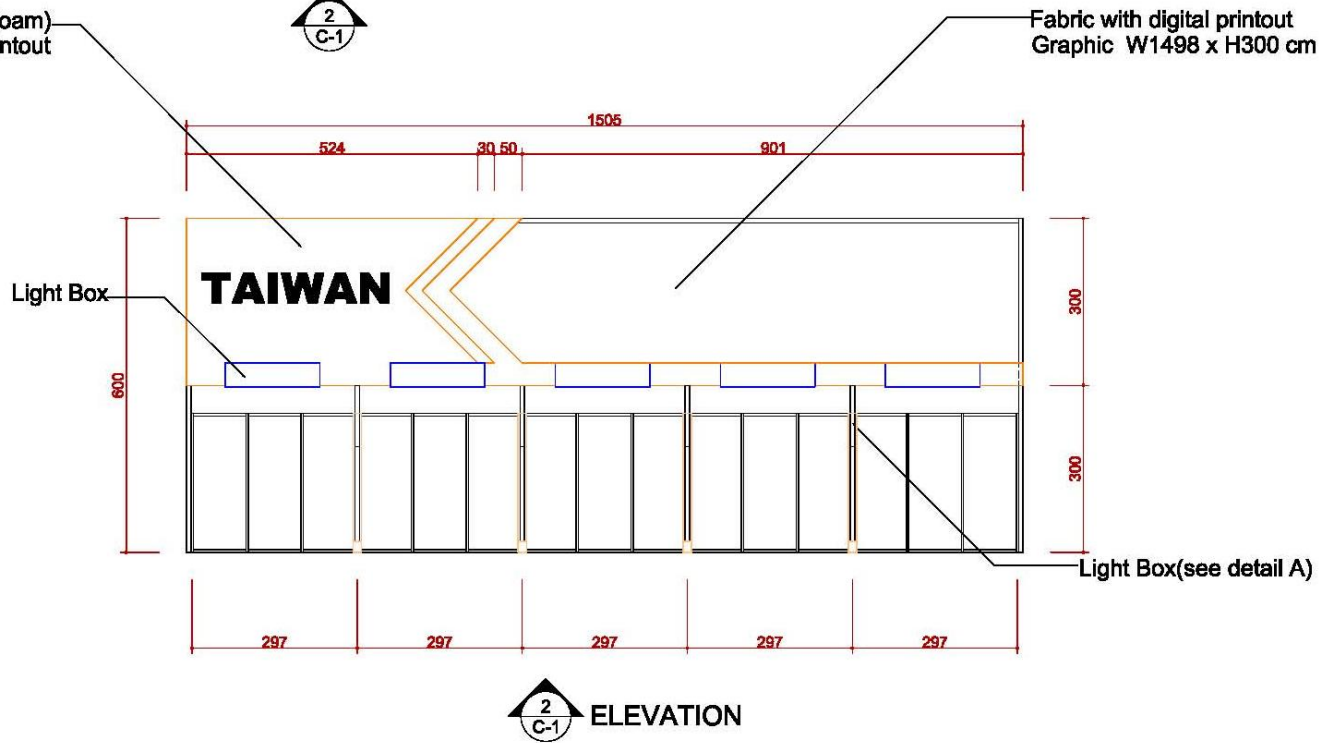 oam)
ntout
2
C-1
Fabric with digital printout
Graphic W1498 x H300 cm
1505
524
30
50
901
TAIWAN
Light Box
600
300
300
Light Box(see detail A)
297
297
297
297
297
2
C-1
ELEVATION